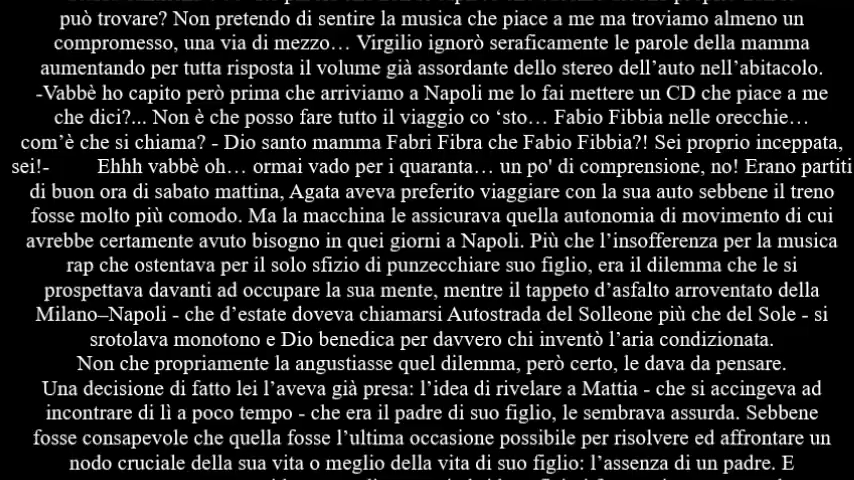 può trovare? Non pretendo di sentire la musica che piace a me ma troviamo almeno un
compromesso, una via di mezzo… Virgilio ignorò seraficamente le parole della mamma
aumentando per tutta risposta il volume già assordante dello stereo dell’auto nell’abitacolo.
-Vabbè ho capito però prima che arriviamo a Napoli me lo fai mettere un CD che piace a me
che dici?... Non è che posso fare tutto il viaggio co ‘sto… Fabio Fibbia nelle orecchie…
com’è che si chiama? - Dio santo mamma Fabri Fibra che Fabio Fibbia?! Sei proprio inceppata,
sei!- Ehhh vabbè oh… ormai vado per i quaranta… un po' di comprensione, no! Erano partiti
di buon ora di sabato mattina, Agata aveva preferito viaggiare con la sua auto sebbene il treno
fosse molto più comodo. Ma la macchina le assicurava quella autonomia di movimento di cui
avrebbe certamente avuto bisogno in quei giorni a Napoli. Più che l’insofferenza per la musica
rap che ostentava per il solo sfizio di punzecchiare suo figlio, era il dilemma che le si
prospettava davanti ad occupare la sua mente, mentre il tappeto d’asfalto arroventato della
Milano–Napoli - che d’estate doveva chiamarsi Autostrada del Solleone più che del Sole - si
srotolava monotono e Dio benedica per davvero chi inventò l’aria condizionata.
Non che propriamente la angustiasse quel dilemma, però certo, le dava da pensare.
Una decisione di fatto lei l’aveva già presa: l’idea di rivelare a Mattia - che si accingeva ad
incontrare di lì a poco tempo - che era il padre di suo figlio, le sembrava assurda. Sebbene
fosse consapevole che quella fosse l’ultima occasione possibile per risolvere ed affrontare un
nodo cruciale della sua vita o meglio della vita di suo figlio: l’assenza di un padre. E